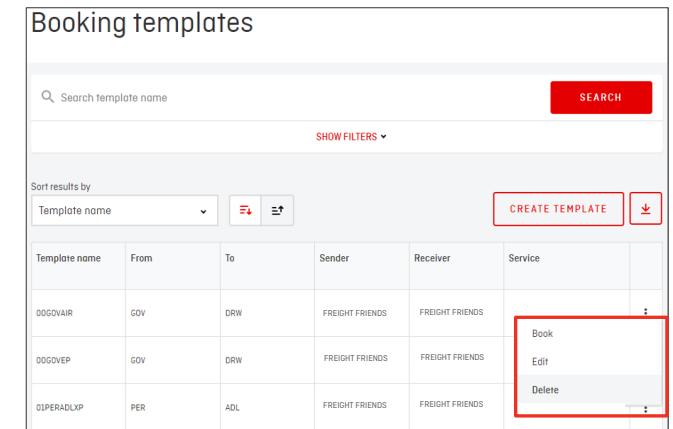 Booking templates
Search template name
SEARCH
SHOW FILTERS
Sort results by
Template name
CREATE TEMPLATE
Template name From To Sender Receiver Service
00GOVAIR GOV DRW FREIGHT FRIENDS FREIGHT FRIENDS
Book
00GOVEP GOV DRW FREIGHT FRIENDS FREIGHT FRIENDS
Edit
Delete
01PERADLXP PER ADL FREIGHT FRIENDS FREIGHT FRIENDS